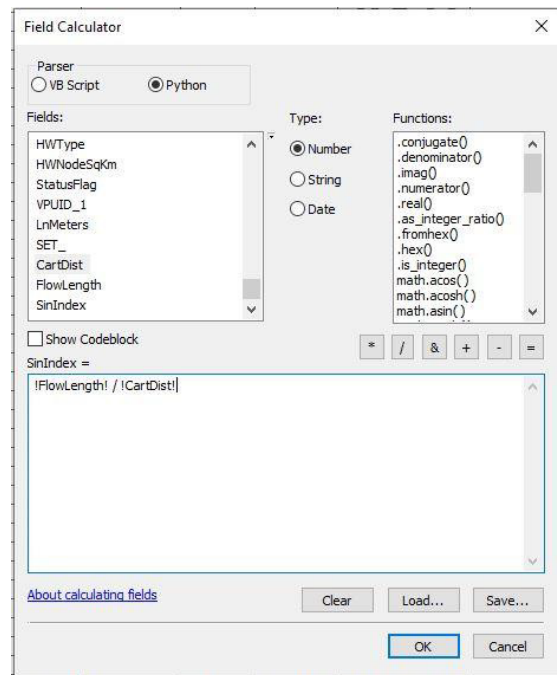 Field Calculator
Parser
VB Script
Python
Fields:
Type:
Functions:
HWType
HWNodeSqKm
StatusFlag
VPUID_1
LnMeters
SET_
CartDist
FlowLength
SinIndex
Number
String
Date
.conjugate()
.denominator()
.imag()
.numerator()
.real()
.as_integer_ratio()
.fromhex()
.hex()
.is_integer()
math.acos( )
math.acosh( )
math.asin( )
Show Codeblock
* / & + - =
SinIndex =
!FlowLength! / !CartDist!
About calculating fields
Clear
Load...
Save...
OK
Cancel